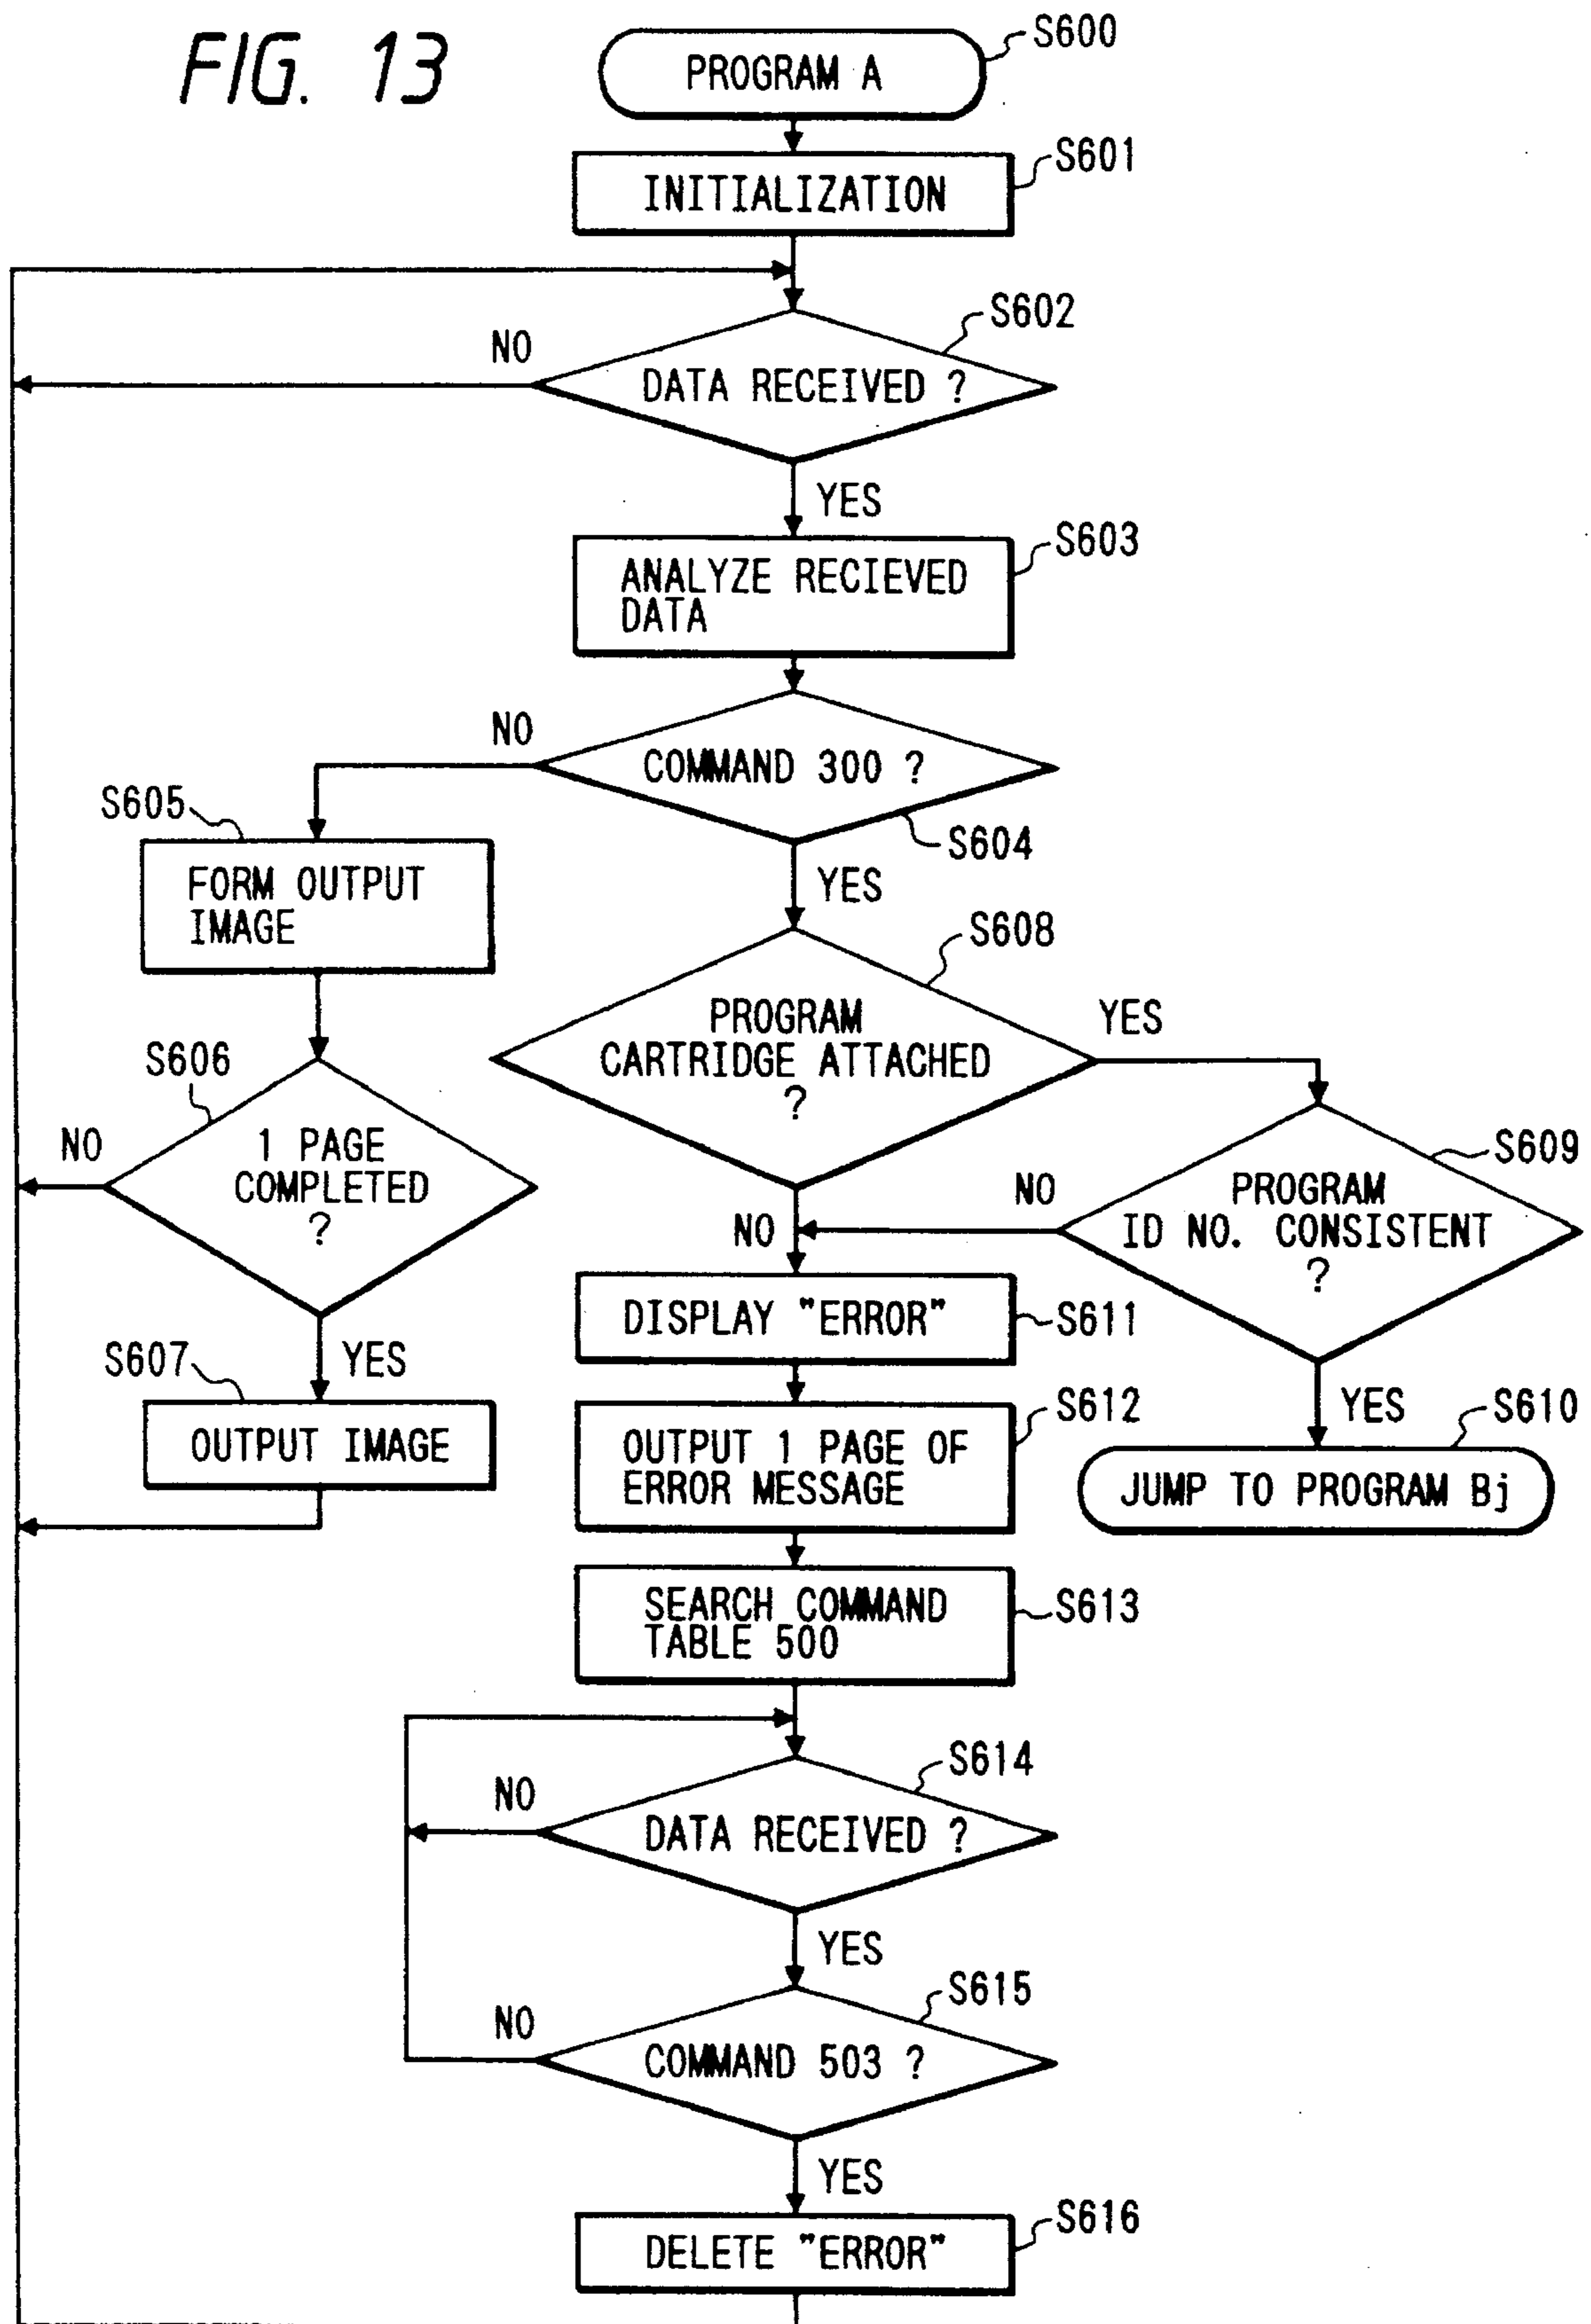 FIG. 13
PROGRAM A
S600
INITIALIZATION
S601
DATA RECEIVED ?
S602
NO
YES
ANALYZE RECIEVED
DATA
S603
COMMAND 300 ?
S604
NO
YES
S605
FORM OUTPUT
IMAGE
S606
1 PAGE
COMPLETED
?
NO
YES
S607
OUTPUT IMAGE
PROGRAM
CARTRIDGE ATTACHED
?
S608
YES
NO
PROGRAM
ID NO. CONSISTENT
?
S609
NO
YES
S610
JUMP TO PROGRAM Bj
DISPLAY "ERROR"
S611
OUTPUT 1 PAGE OF
ERROR MESSAGE
S612
SEARCH COMMAND
TABLE 500
S613
DATA RECEIVED ?
S614
NO
YES
COMMAND 503 ?
S615
NO
YES
DELETE "ERROR"
S616